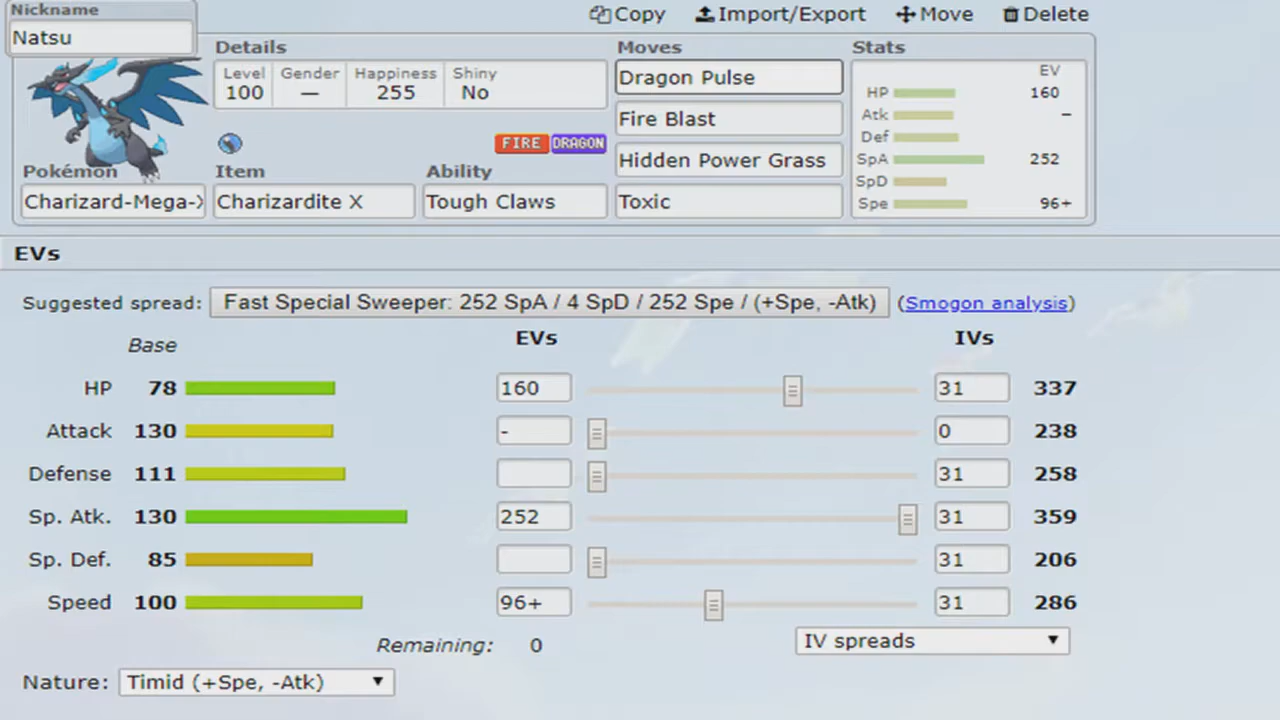 Nickname
Natsu
Copy Import/Export Move Delete
Details
Level Gender Happiness Shiny
100 — 255 No
FIRE DRAGON
Pokémon
Charizard-Mega-X
Item
Charizardite X
Ability
Tough Claws
Moves
Dragon Pulse
Fire Blast
Hidden Power Grass
Toxic
Stats
EV
HP 160
Atk –
Def
SpA 252
SpD
Spe 96+
EVs
Suggested spread: Fast Special Sweeper: 252 SpA / 4 SpD / 252 Spe / (+Spe, -Atk) (Smogon analysis)
Base EVs IVs
HP 78 160 31 337
Attack 130 - 0 238
Defense 111 31 258
Sp. Atk. 130 252 31 359
Sp. Def. 85 31 206
Speed 100 96+ 31 286
Remaining: 0
IV spreads
Nature: Timid (+Spe, -Atk)